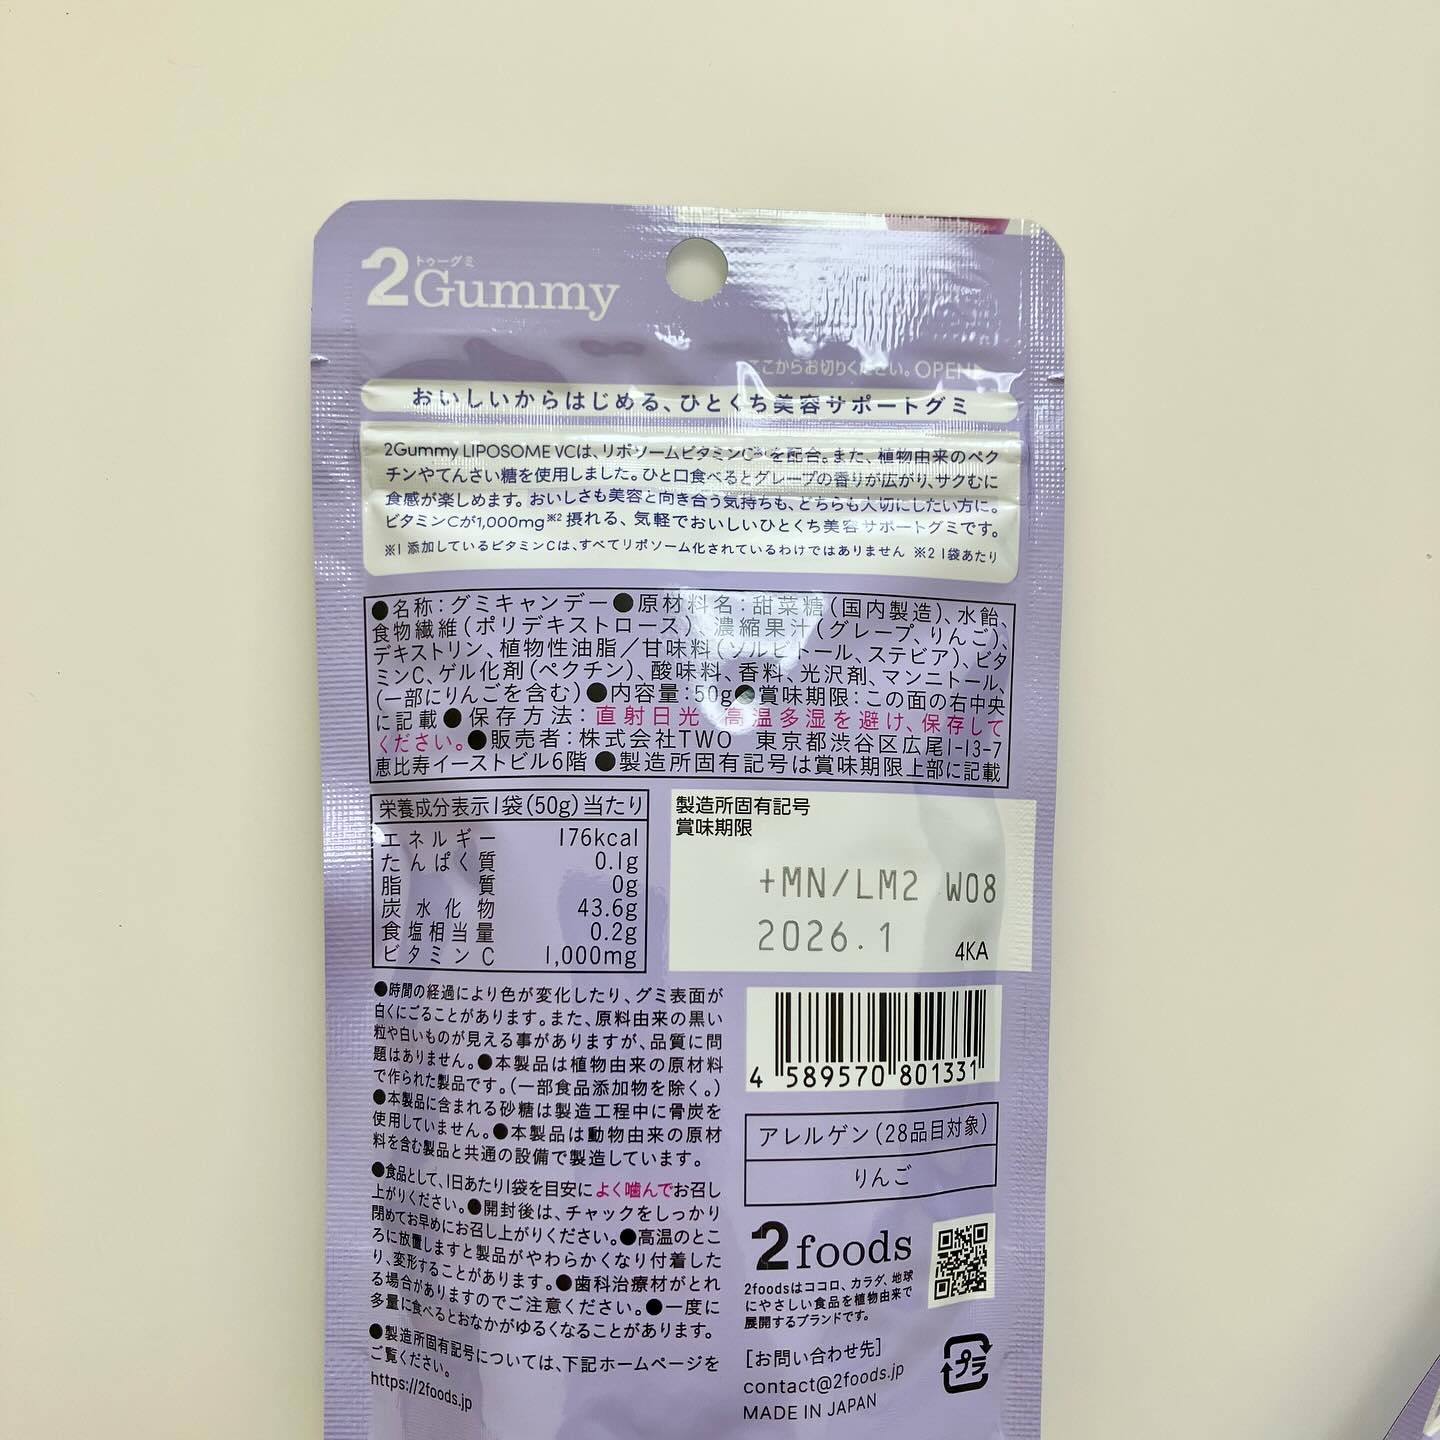 トゥーグミ
2Gummy
ここからお切りください。OPEN
おいしいからはじめる、ひとくち美容サポートグミ
2Gummy LIPOSOME VCは、リポソームビタミンC※1を配合。また、植物由来のペク
チンやてんさい糖を使用しました。ひと口食べるとグレープの香りが広がり、サクむに
食感が楽しめます。おいしさも美容と向き合う気持ちも、どちらも大切にしたい方に。
ビタミンCが1,000mg※2摂れる、気軽でおいしいひとくち美容サポートグミです。
※1 添加しているビタミンCは、すべてリポソーム化されているわけではありません ※2 1袋あたり
●名称:グミキャンデー●原材料名:甜菜糖(国内製造)、水飴、
食物繊維(ポリデキストロース)、濃縮果汁(グレープ、りんご)、
デキストリン、植物性油脂/甘味料(ソルビトール、ステビア)、ビタ
ミンC、ゲル化剤(ペクチン)、酸味料、香料、光沢剤、マンニトール、
(一部にりんごを含む)●内容量:50g●賞味期限:この面の右中央
に記載●保存方法:直射日光 高温多湿を避け、保存して
ください。●販売者:株式会社TWO 東京都渋谷区広尾1-13-7
恵比寿イーストビル6階●製造所固有記号は賞味期限上部に記載
栄養成分表示1袋(50g)当たり
エネルギー 176kcal
たんぱく質 0.1g
脂質 0g
炭水化物 43.6g
食塩相当量 0.2g
ビタミンC 1,000mg
製造所固有記号
賞味期限
+MN/LM2 W08
2026.1
4KA
●時間の経過により色が変化したり、グミ表面が
白くにごることがあります。また、原料由来の黒い
粒や白いものが見える事がありますが、品質に問
題はありません。●本製品は植物由来の原材料
で作られた製品です。(一部食品添加物を除く。)
●本製品に含まれる砂糖は製造工程中に骨炭を
使用していません。●本製品は動物由来の原材
料を含む製品と共通の設備で製造しています。
●食品として、1日あたり1袋を目安によく噛んでお召し
上がりください。●開封後は、チャックをしっかり
閉めてお早めにお召し上がりください。●高温のとこ
ろに放置しますと製品がやわらかくなり付着した
り、変形することがあります。●歯科治療材がとれ
る場合がありますのでご注意ください。●一度に
多量に食べるとおなかがゆるくなることがあります。
●製造所固有記号については、下記ホームページを
ご覧ください。
https://2foods.jp
4 589570 801331
アレルゲン(28品目対象)
りんご
2foods
2foodsはココロ、カラダ、地球
にやさしい食品を植物由来で
展開するブランドです。
[お問い合わせ先]
contact@2foods.jp
MADE IN JAPAN
プラ